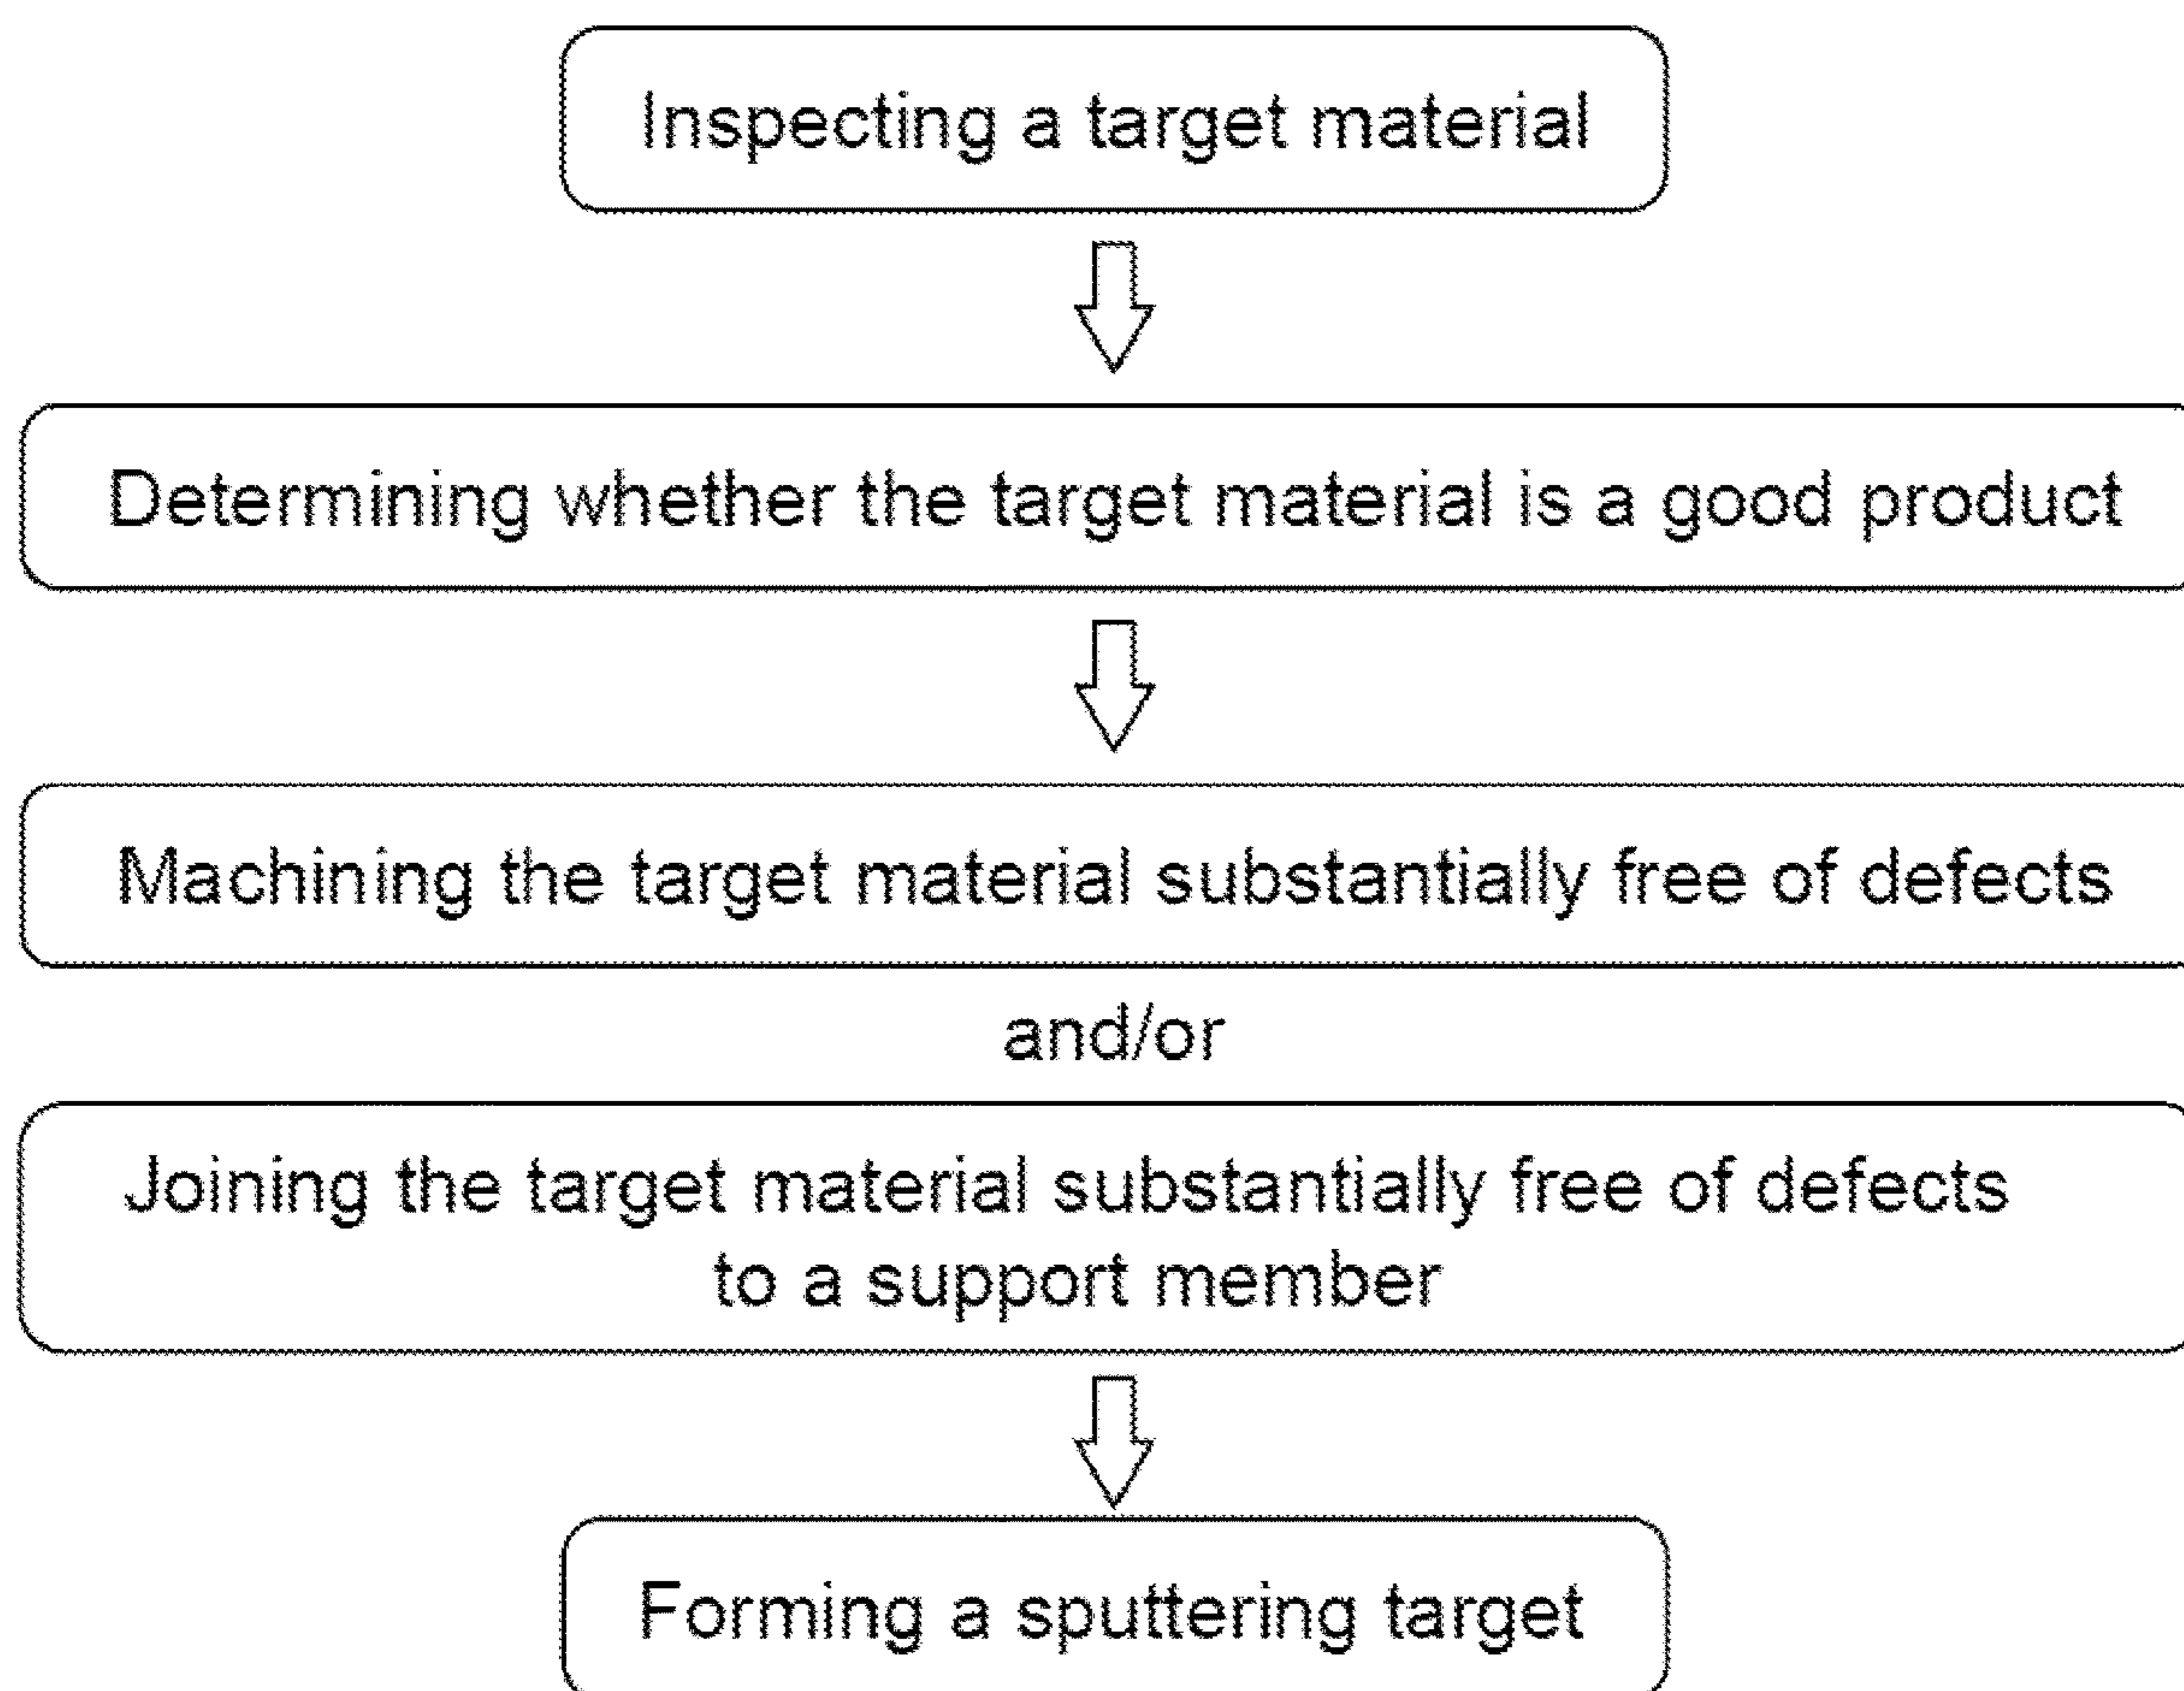 Inspecting a target material
Determining whether the target material is a good product
Machining the target material substantially free of defects
and/or
Joining the target material substantially free of defects
to a support member
Forming a sputtering target